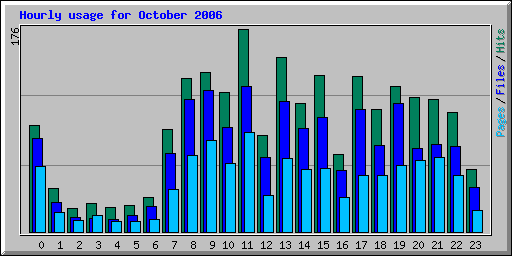 Hourly usage for October 2006
176
Pages/Files/Hits
0 1 2 3 4 5 6 7 8 9 10 11 12 13 14 15 16 17 18 19 20 21 22 23